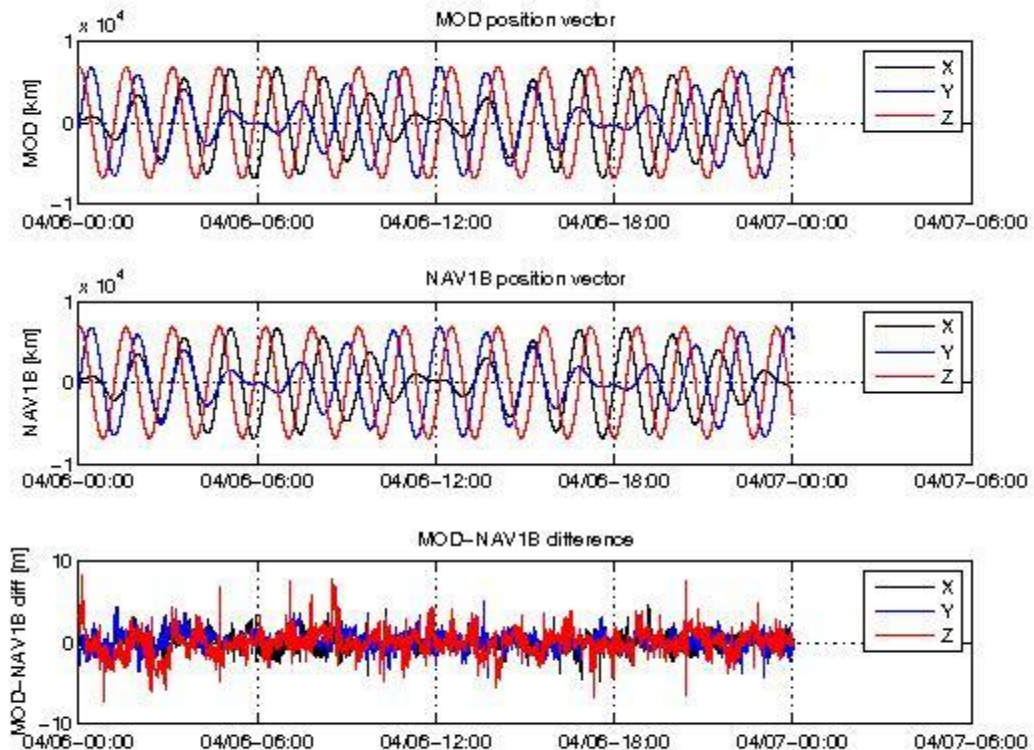 MOD position vector
x 10^4
1
0
−1
MOD [km]
X
Y
Z
04/06−00:00 04/06−06:00 04/06−12:00 04/06−18:00 04/07−00:00 04/07−06:00
NAV1B position vector
x 10^4
1
0
−1
NAV1B [km]
X
Y
Z
04/06−00:00 04/06−06:00 04/06−12:00 04/06−18:00 04/07−00:00 04/07−06:00
MOD−NAV1B difference
10
0
−10
MOD−NAV1B diff [m]
X
Y
Z
04/06−00:00 04/06−06:00 04/06−12:00 04/06−18:00 04/07−00:00 04/07−06:00